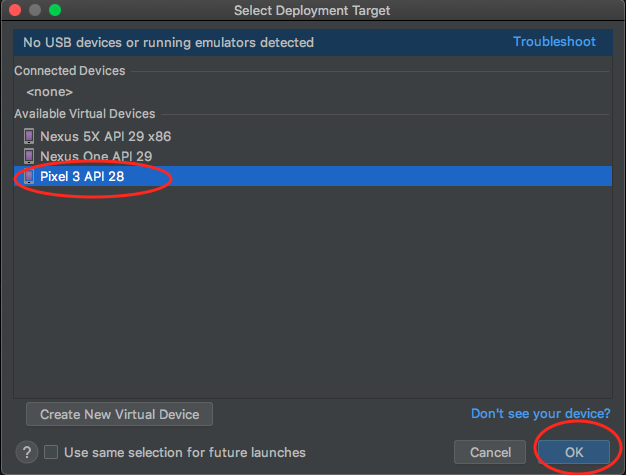 Select Deployment Target
No USB devices or running emulators detected Troubleshoot
Connected Devices
<none>
Available Virtual Devices
Nexus 5X API 29 x86
Nexus One API 29
Pixel 3 API 28
Create New Virtual Device Don't see your device?
? Use same selection for future launches Cancel OK